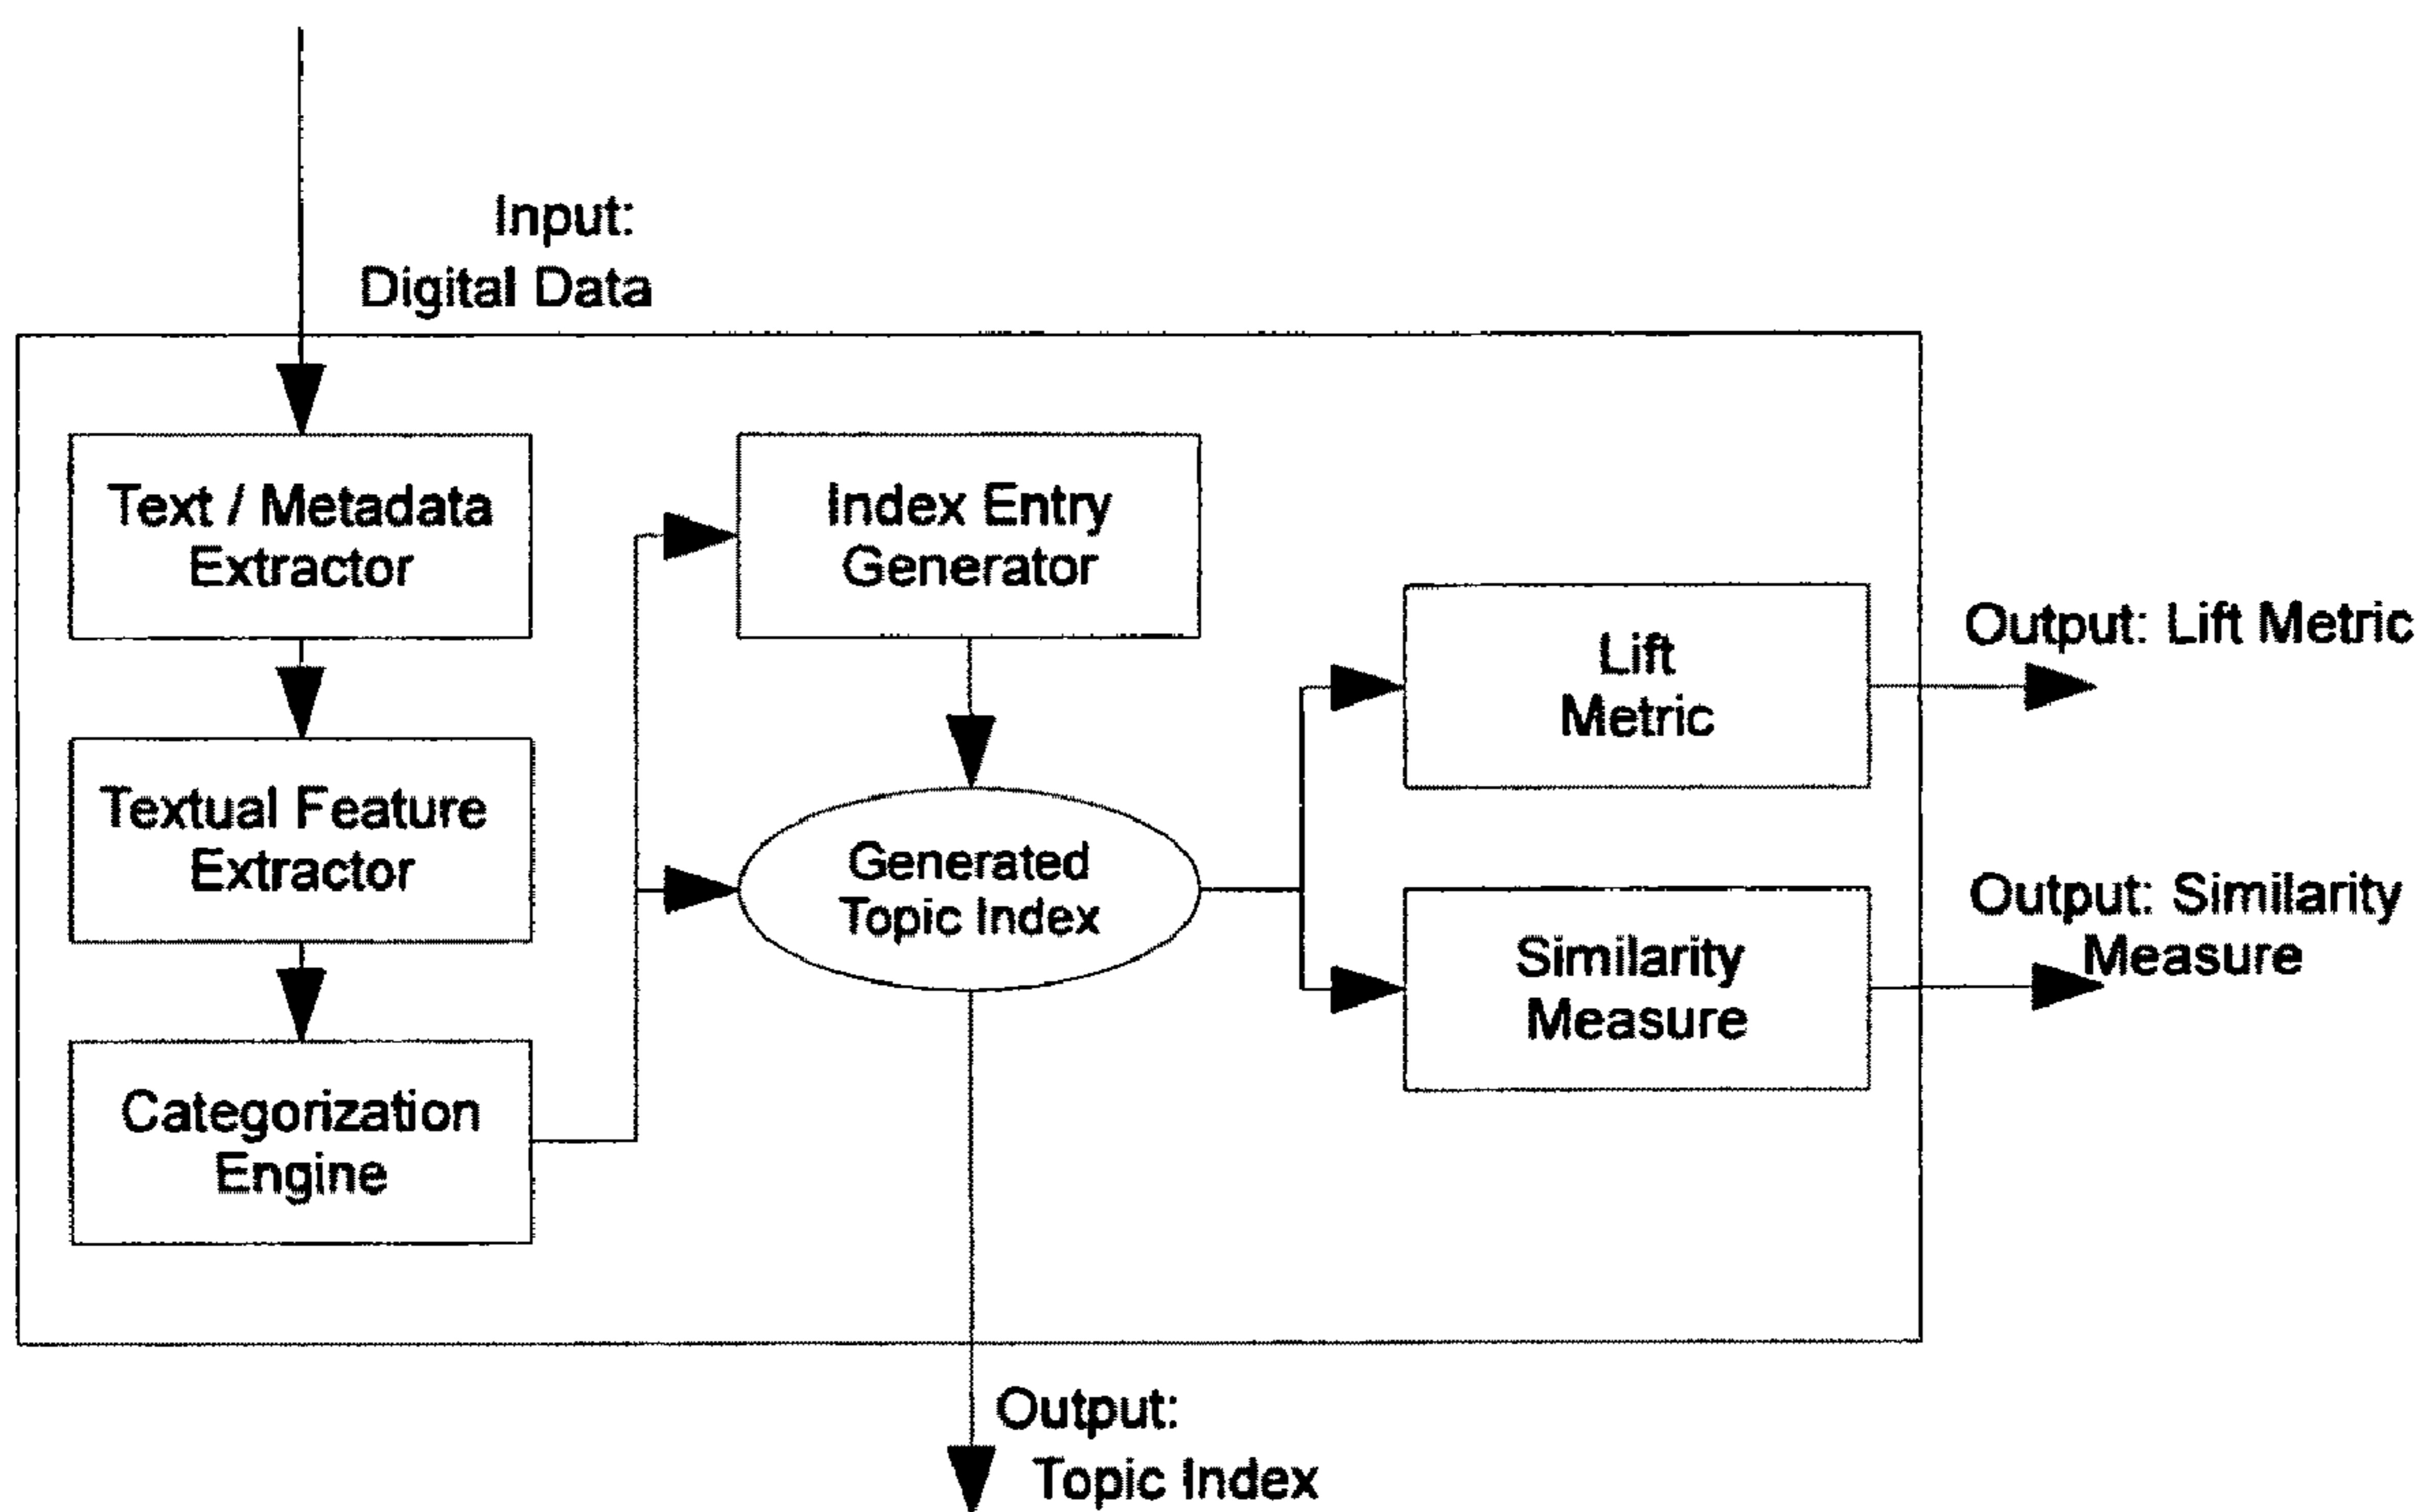 Input:
Digital Data
Text / Metadata
Extractor
Index Entry
Generator
Lift
Metric
Output: Lift Metric
Textual Feature
Extractor
Generated
Topic Index
Similarity
Measure
Output: Similarity
Measure
Categorization
Engine
Output:
Topic Index